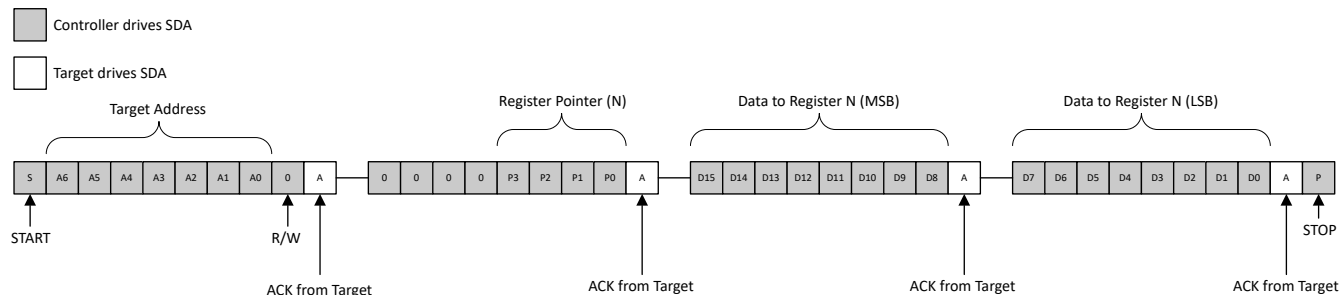 Controller drives SDA
Target drives SDA
Target Address
Register Pointer (N)
Data to Register N (MSB)
Data to Register N (LSB)
S A6 A5 A4 A3 A2 A1 A0 0 A 0 0 0 0 P3 P2 P1 P0 A D15 D14 D13 D12 D11 D10 D9 D8 A D7 D6 D5 D4 D3 D2 D1 D0 A P
START
R/W
STOP
ACK from Target
ACK from Target
ACK from Target
ACK from Target